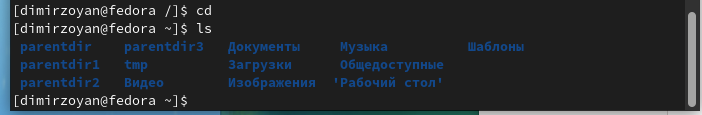 [dimirzoyan@fedora /]$ cd
[dimirzoyan@fedora ~]$ ls
parentdir parentdir3 Документы Музыка Шаблоны
parentdir1 tmp Загрузки Общедоступные
parentdir2 Видео Изображения 'Рабочий стол'
[dimirzoyan@fedora ~]$